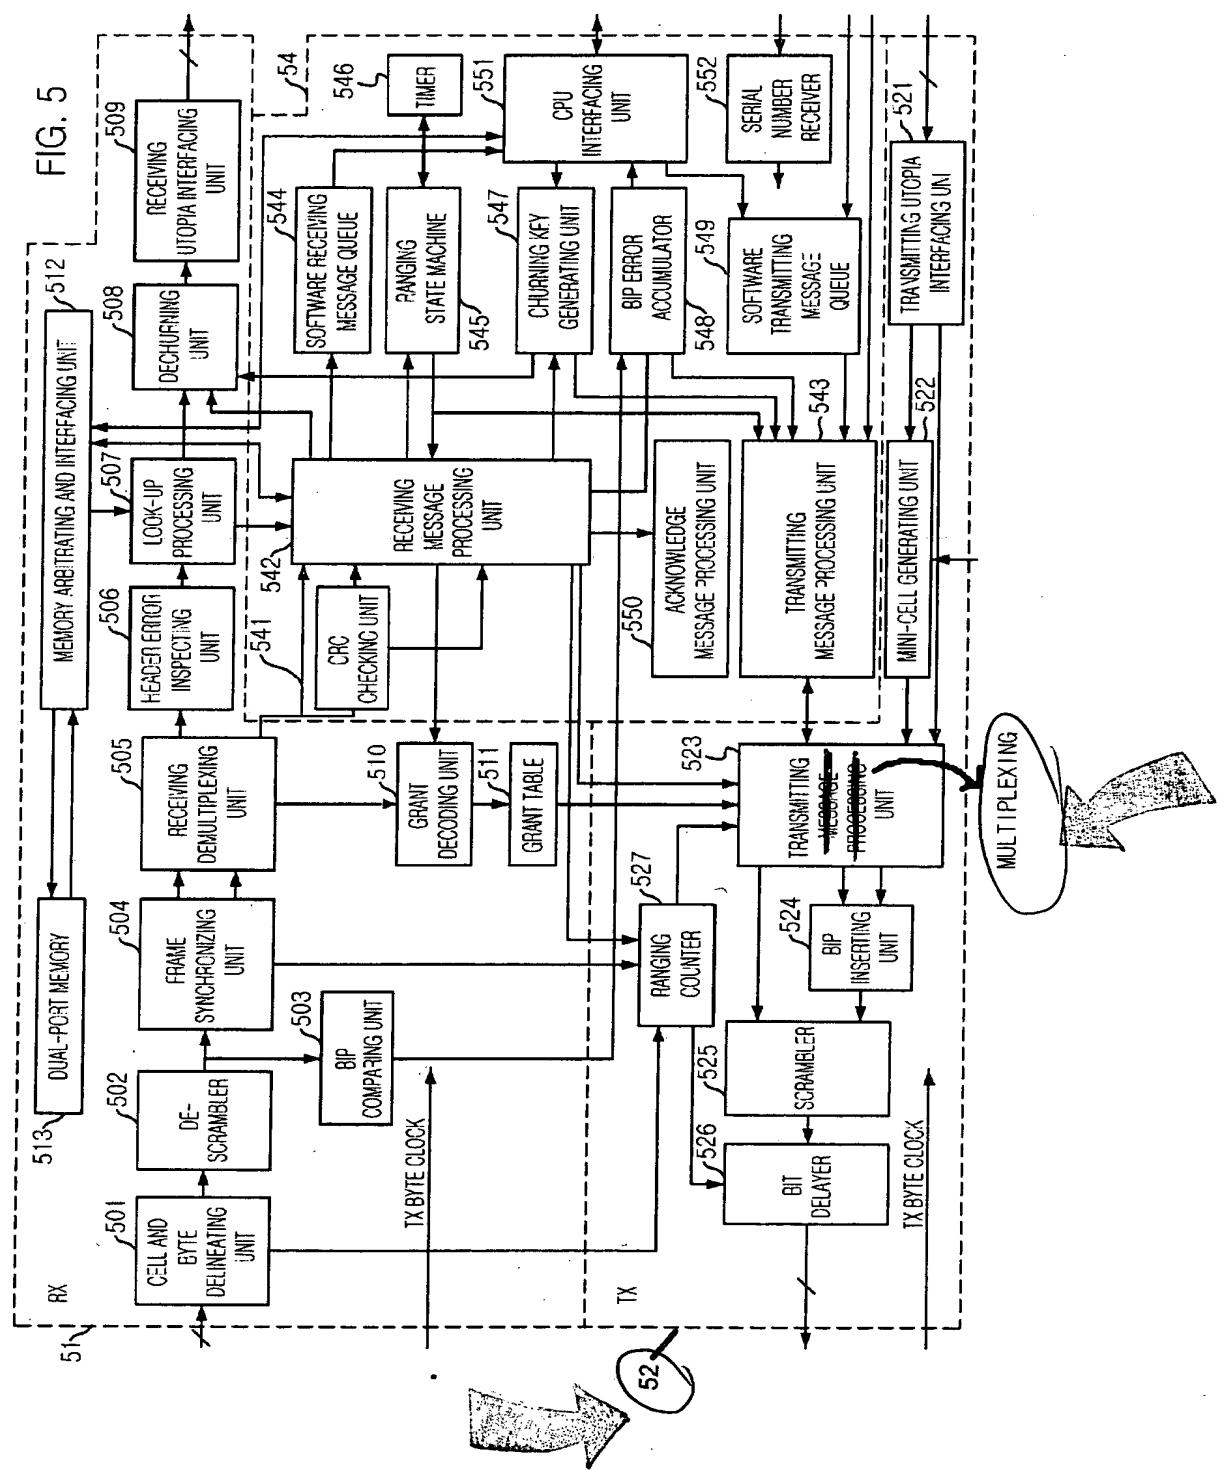 FIG. 5
509
RECEIVING
UTOPIA INTERFACING
UNIT
512
MEMORY ARBITRATING AND INTERFACING UNIT
508
DECHURNING
UNIT
507
LOOK-UP
PROCESSING
UNIT
506
HEADER ERROR
INSPECTING
UNIT
505
RECEIVING
DEMULTIPLEXING
UNIT
504
FRAME
SYNCHRONIZING
UNIT
513
DUAL-PORT MEMORY
502
DE-
SCRAMBLER
501
CELL AND
BYTE
DELINEATING
UNIT
503
BIP
COMPARING UNIT
RX
51
54
546
TIMER
551
CPU
INTERFACING
UNIT
552
SERIAL
NUMBER
RECEIVER
521
TRANSMITTING UTOPIA
INTERFACING UNI
544
SOFTWARE RECEIVING
MESSAGE QUEUE
RANGING
STATE MACHINE
545
547
CHURNING KEY
GENERATING UNIT
BIP ERROR
ACCUMULATOR
548
549
SOFTWARE
TRANSMITTING
MESSAGE
QUEUE
542
RECEIVING
MESSAGE
PROCESSING
UNIT
541
CRC
CHECKING UNIT
550
ACKNOWLEDGE
MESSAGE PROCESSING UNIT
543
TRANSMITTING
MESSAGE PROCESSING UNIT
522
MINI-CELL GENERATING UNIT
510
GRANT
DECODING UNIT
511
GRANT TABLE
523
TRANSMITTING
MESSAGE
PROCESSING
UNIT
MULTIPLEXING
527
RANGING
COUNTER
524
BIP
INSERTING
UNIT
525
SCRAMBLER
526
BIT
DELAYER
TX BYTE CLOCK
TX BYTE CLOCK
TX
52